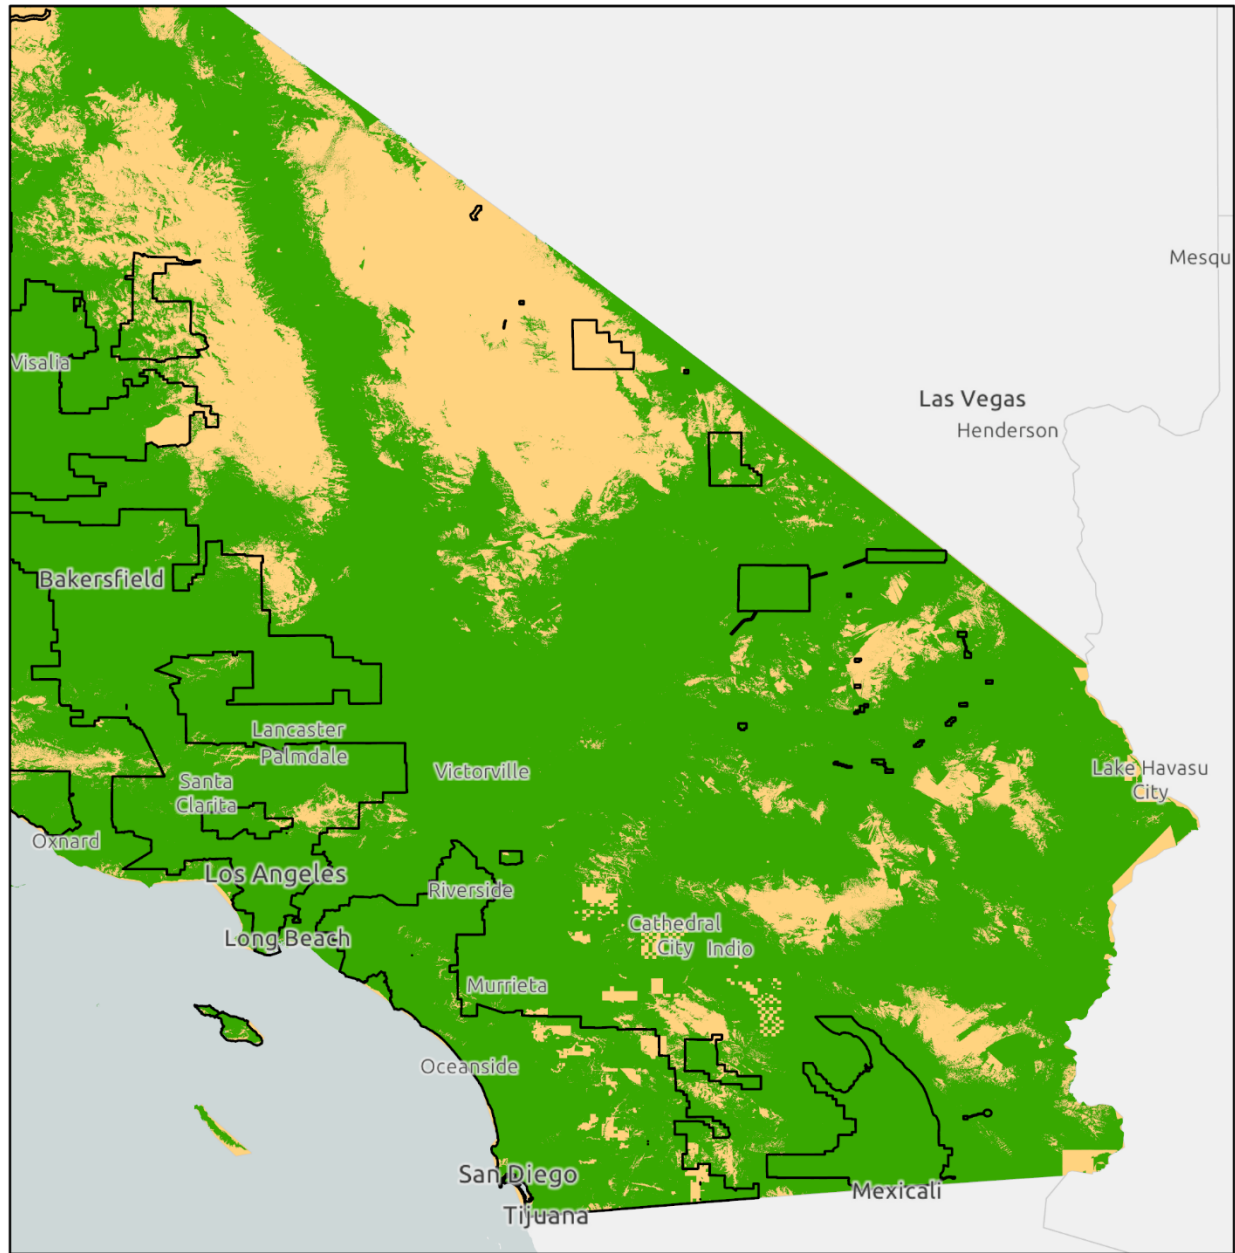 Mesqu
Visalia
Las Vegas
Henderson
Bakersfield
Lancaster
Palmdale
Victorville
Santa
Clarita
Lake Havasu
City
Oxnard
Los Angeles
Riverside
Cathedral
City
Indio
Long Beach
Murrieta
Oceanside
San Diego
Mexicali
Tijuana